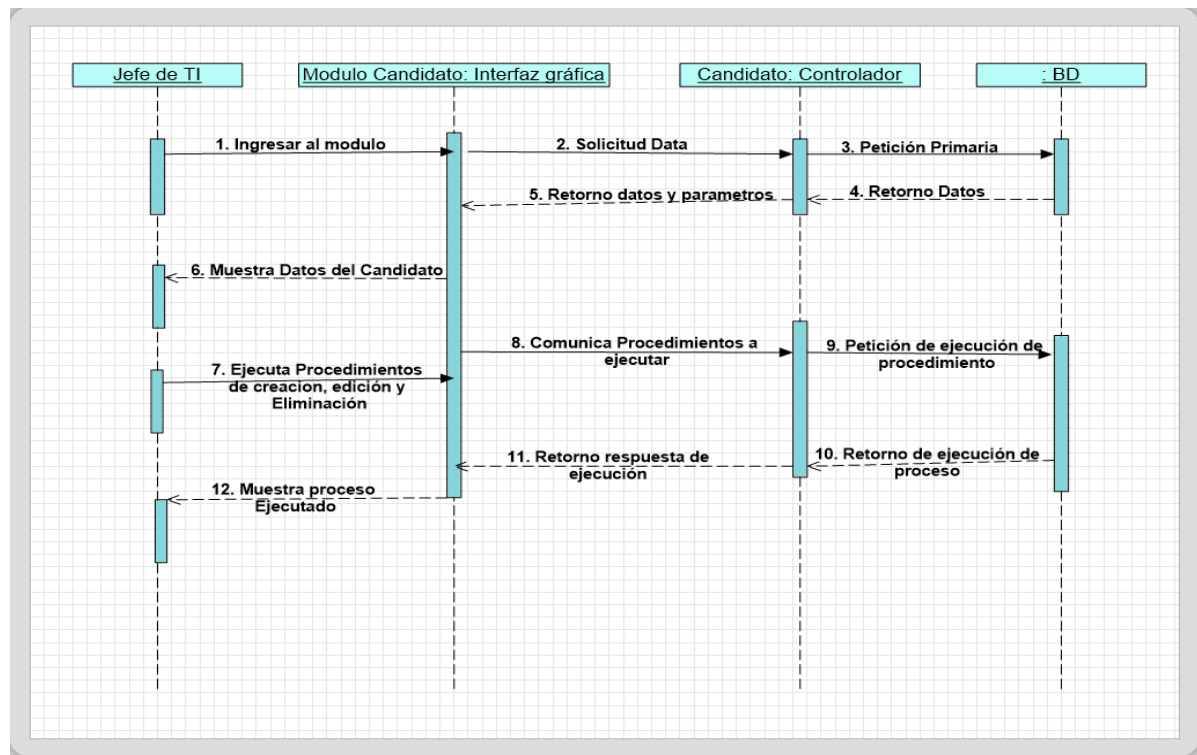 Jefe de TI
Modulo Candidato: Interfaz gráfica
Candidato: Controlador
: BD
1. Ingresar al modulo
2. Solicitud Data
3. Petición Primaria
4. Retorno Datos
5. Retorno datos y parametros
6. Muestra Datos del Candidato
7. Ejecuta Procedimientos
de creacion, edición y
Eliminación
8. Comunica Procedimientos a
ejecutar
9. Petición de ejecución de
procedimiento
10. Retorno de ejecución de
proceso
11. Retorno respuesta de
ejecución
12. Muestra proceso
Ejecutado